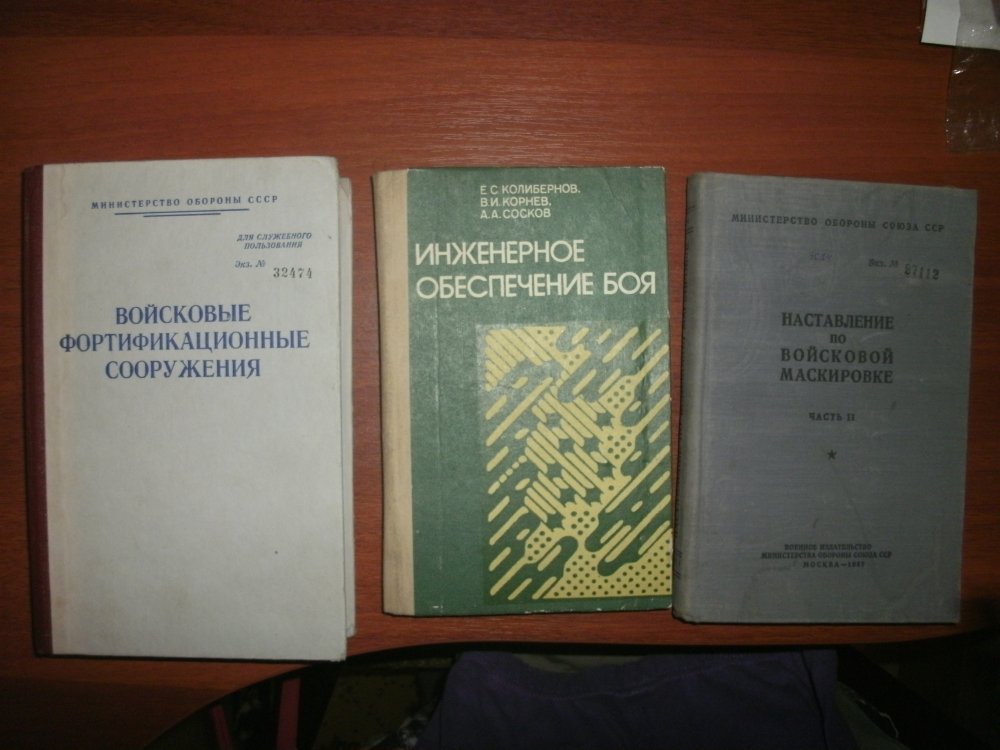 МИНИСТЕРСТВО ОБОРОНЫ СССР
ДЛЯ СЛУЖЕБНОГО
ПОЛЬЗОВАНИЯ
Экз. № 32474
ВОЙСКОВЫЕ
ФОРТИФИКАЦИОННЫЕ
СООРУЖЕНИЯ
Е.С.КОЛИБЕРНОВ,
В.И.КОРНЕВ,
А.А.СОСКОВ
ИНЖЕНЕРНОЕ
ОБЕСПЕЧЕНИЕ БОЯ
МИНИСТЕРСТВО ОБОРОНЫ СОЮЗА ССР
Экз. №
НАСТАВЛЕНИЕ
ПО
ВОЙСКОВОЙ
МАСКИРОВКЕ
ЧАСТЬ II
ВОЕННОЕ ИЗДАТЕЛЬСТВО
МИНИСТЕРСТВА ОБОРОНЫ СОЮЗА ССР
МОСКВА —